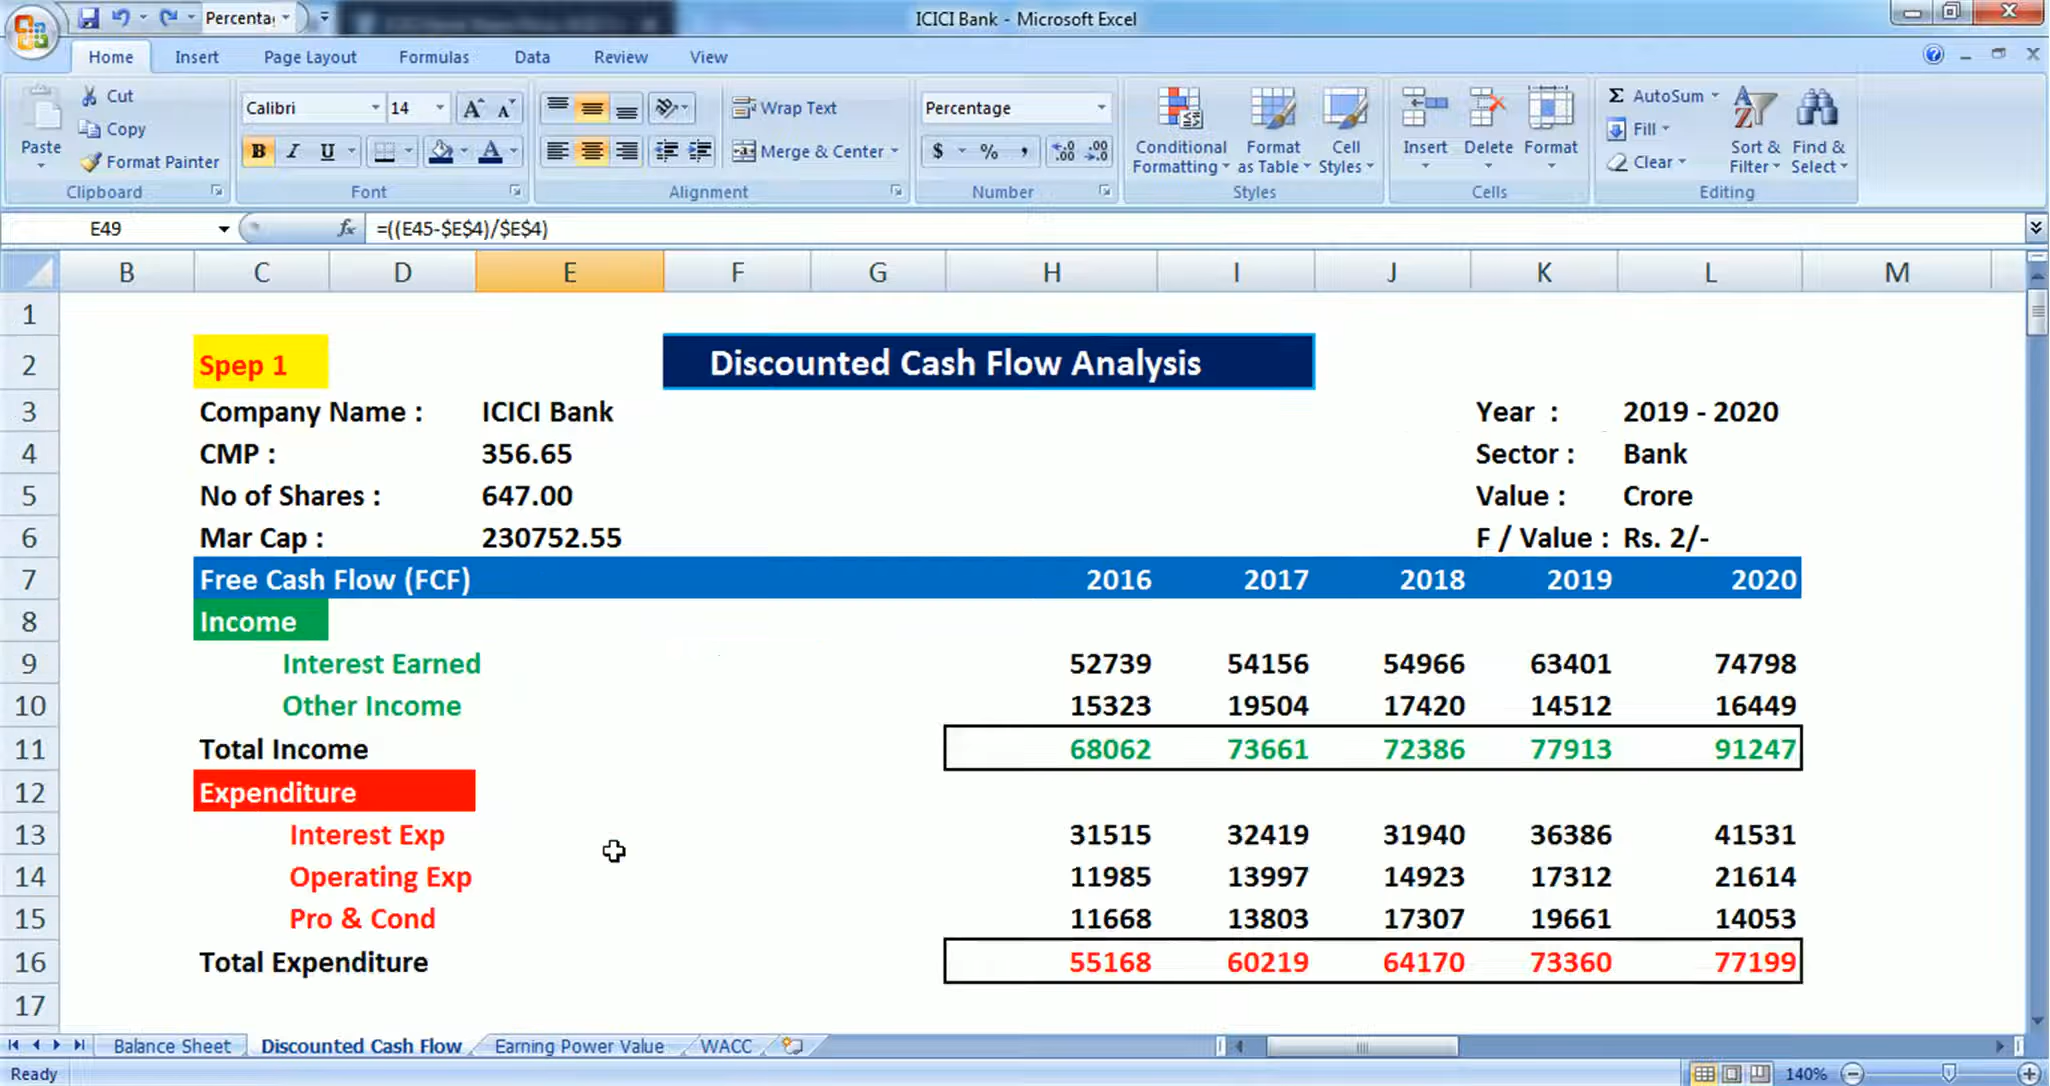 Percenta
ICICI Bank - Microsoft Excel
Home Insert Page Layout Formulas Data Review View
Cut
Copy
Format Painter
Paste
Clipboard
Calibri 14
B I U A
Font
Wrap Text
Merge & Center
Alignment
Percentage
$ % ,
Number
Conditional Formatting
Format as Table
Cell Styles
Styles
Insert Delete Format
Cells
Σ AutoSum
Fill
Clear
Sort & Filter
Find & Select
Editing
E49 fx =((E45-$E$4)/$E$4)
B C D E F G H I J K L M
1
2 Spep 1 Discounted Cash Flow Analysis
3 Company Name : ICICI Bank Year : 2019 - 2020
4 CMP : 356.65 Sector : Bank
5 No of Shares : 647.00 Value : Crore
6 Mar Cap : 230752.55 F / Value : Rs. 2/-
7 Free Cash Flow (FCF) 2016 2017 2018 2019 2020
8 Income
9 Interest Earned 52739 54156 54966 63401 74798
10 Other Income 15323 19504 17420 14512 16449
11 Total Income 68062 73661 72386 77913 91247
12 Expenditure
13 Interest Exp 31515 32419 31940 36386 41531
14 Operating Exp 11985 13997 14923 17312 21614
15 Pro & Cond 11668 13803 17307 19661 14053
16 Total Expenditure 55168 60219 64170 73360 77199
17
Balance Sheet Discounted Cash Flow Earning Power Value WACC
Ready 140%